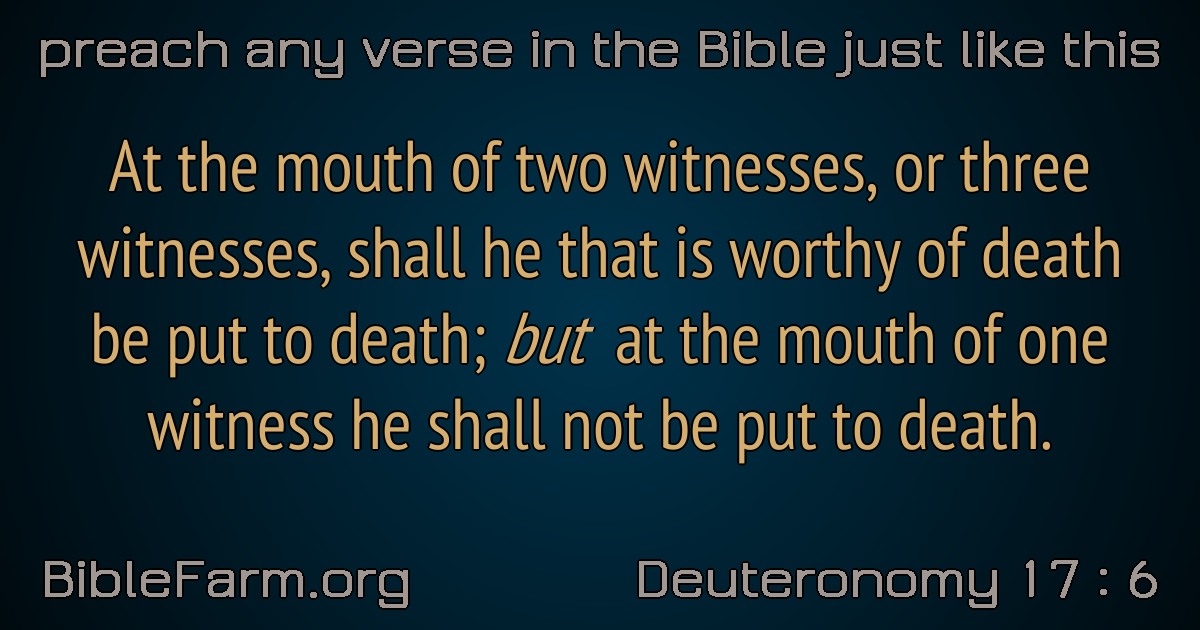 preach any verse in the Bible just like this
At the mouth of two witnesses, or three
witnesses, shall he that is worthy of death
be put to death; but at the mouth of one
witness he shall not be put to death.
BibleFarm.org
Deuteronomy 17 : 6